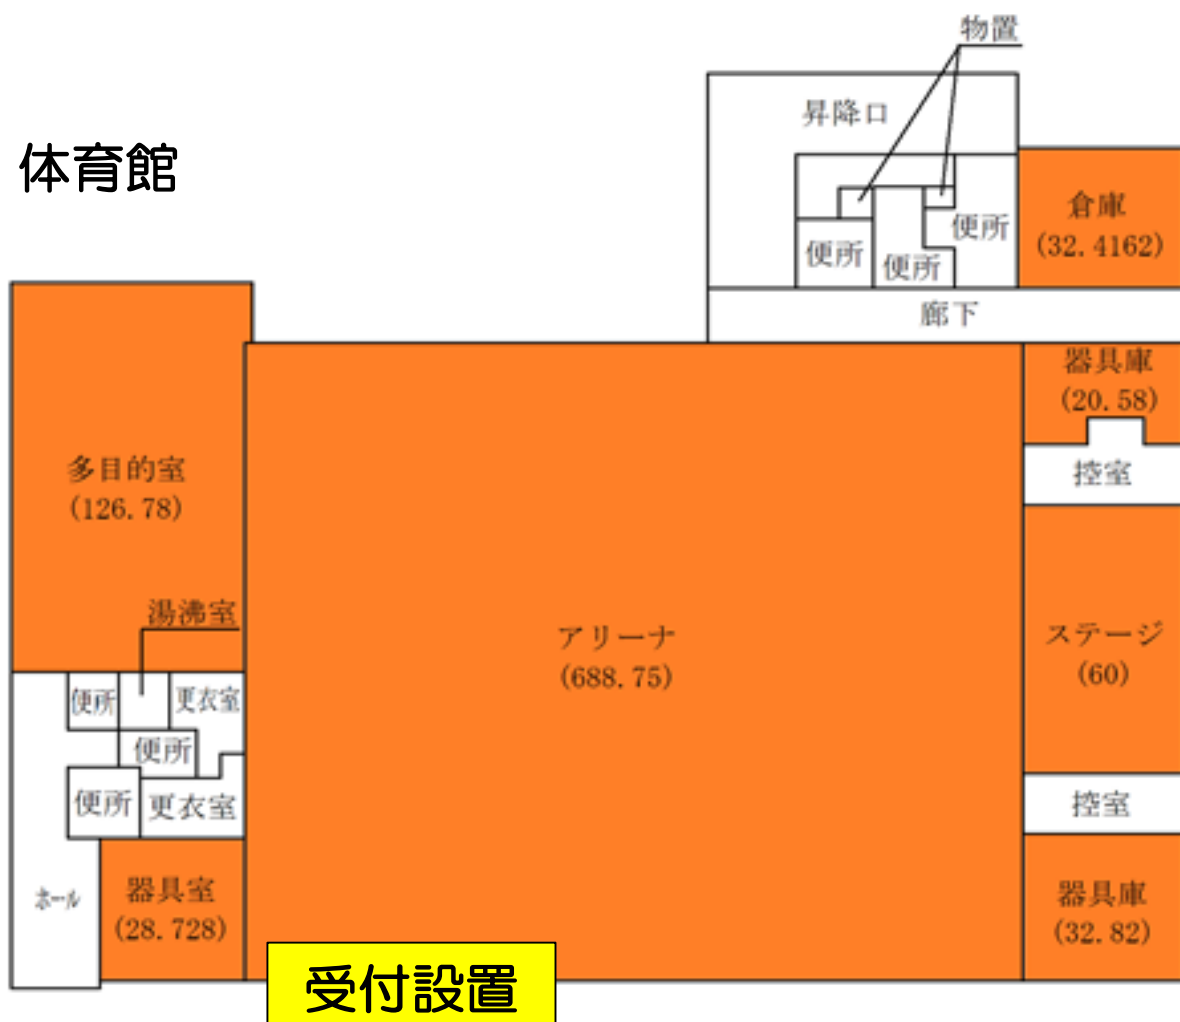 物置
昇降口
体育館
倉庫
(32.4162)
便所
便所
便所
廊下
器具庫
(20.58)
控室
多目的室
(126.78)
湯沸室
アリーナ
(688.75)
ステージ
(60)
便所
更衣室
便所
便所
更衣室
控室
器具室
(28.728)
ホール
器具庫
(32.82)
受付設置